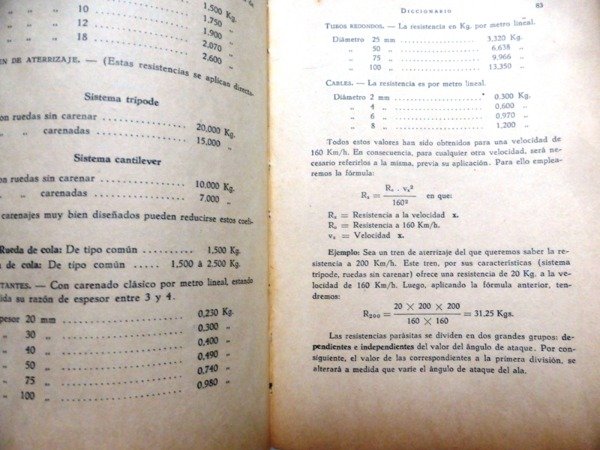 „ „ 10 „ ........ 1,500 Kg.
„ „ 12 „ ........ 1,750 „
„ „ 16 „ ........ 1,900 „
„ „ 18 „ ........ 2,070 „
2,600 „
EN DE ATERRIZAJE. — (Estas resistencias se aplican directa-
Sistema trípode
on ruedas sin carenar ................ 20,000 Kg.
„ „ carenadas ................ 15,000 „
Sistema cantilever
on ruedas sin carenar ................ 10.000 Kg.
„ „ carenadas ................ 7.000 „
carenajes muy bien diseñados pueden reducirse estos coefi-
Rueda de cola: De tipo común ........ 1,500 Kg.
a de cola: De tipo común ...... 1,500 à 2,500 Kg.
TANTES. — Con carenado clásico por metro lineal, estando
dida su razón de espesor entre 3 y 4.
pesor 20 mm ................ 0,230 Kg.
„ 30 „ ................ 0,300 „
„ 40 „ ................ 0,400 „
„ 50 „ ................ 0,490 „
„ 75 „ ................ 0,740 „
„ 100 „ ................ 0,980 „
DICCIONARIO 83
TUBOS REDONDOS. — La resistencia en Kg. por metro lineal.
Diámetro 25 mm ................ 3,320 Kg.
„ 50 „ ................ 6,638 „
„ 75 „ ................ 9,966 „
„ 100 „ ................ 13,350 „
CABLES. — La resistencia es por metro lineal.
Diámetro 2 mm ................ 0.300 Kg.
„ 4 „ ................ 0,600 „
„ 6 „ ................ 0,970 „
„ 8 „ ................ 1,200 „
Todos estos valores han sido obtenidos para una velocidad de
160 Km/h. En consecuencia, para cualquier otra velocidad, será ne-
cesario referirlos a la misma, previa su aplicación. Para ello emplea-
remos la fórmula:
Rₓ = Rₛ . vₓ² / 160² en que:
Rₓ = Resistencia a la velocidad x.
Rₛ = Resistencia a 160 Km/h.
vₓ = Velocidad x.
Ejemplo: Sea un tren de aterrizaje del que queremos saber la re-
sistencia a 200 Km/h. Este tren, por sus características (sistema
trípode, ruedas sin carenar) ofrece una resistencia de 20 Kg. a la ve-
locidad de 160 Km/h. Luego, aplicando la fórmula anterior, ten-
dremos:
R₂₀₀ = 20 × 200 × 200 / 160 × 160 = 31.25 Kgs.
Las resistencias parásitas se dividen en dos grandes grupos: de-
pendientes e independientes del valor del ángulo de ataque. Por con-
siguiente, el valor de las correspondientes a la primera división, se
alterará a medida que varíe el ángulo de ataque del ala.